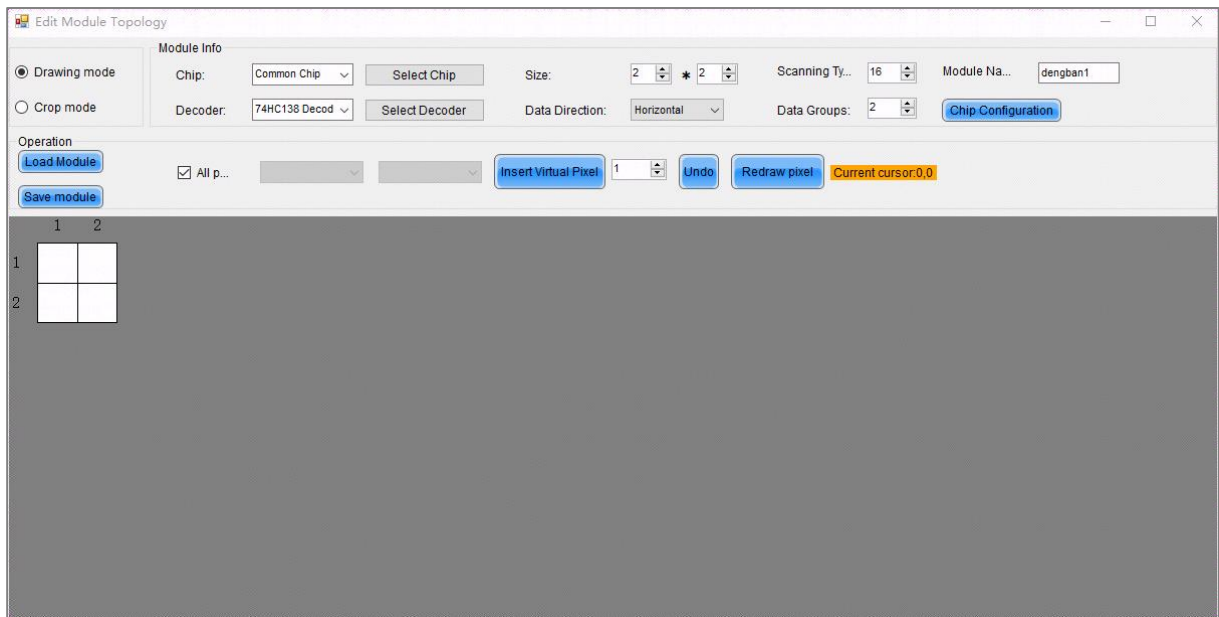 Edit Module Topology
Module Info
Drawing mode
Chip: Common Chip Select Chip Size: 2 * 2 Scanning Ty... 16 Module Na... dengban1
Crop mode
Decoder: 74HC138 Decod Select Decoder Data Direction: Horizontal Data Groups: 2 Chip Configuration
Operation
Load Module
All p... Insert Virtual Pixel 1 Undo Redraw pixel Current cursor:0,0
Save module
1 2
1
2